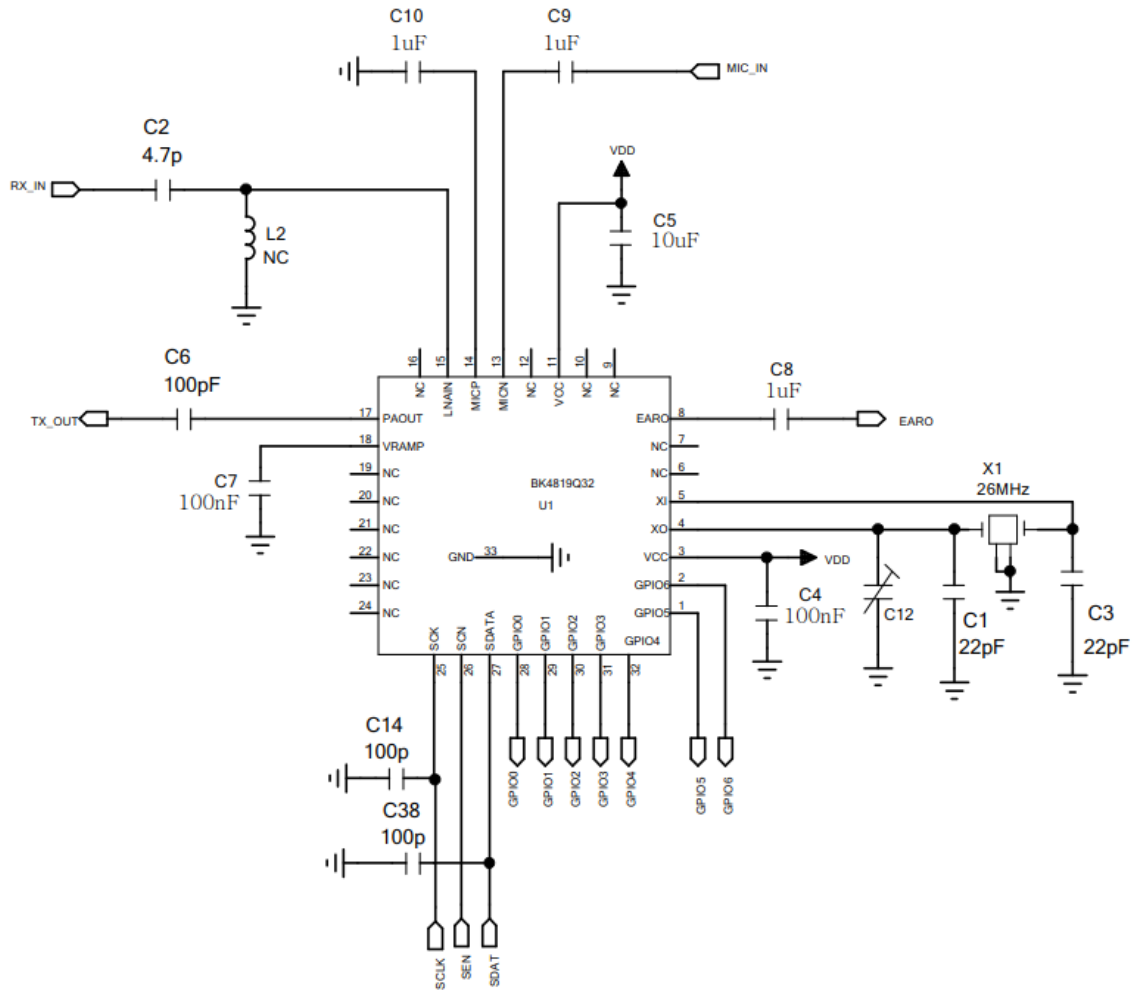 C10
1uF
C9
1uF
MIC_IN
C2
4.7p
RX_IN
L2
NC
VDD
C5
10uF
16
15
14
13
12
11
10
9
NC
LNAIN
MICP
MICN
NC
VCC
NC
NC
C6
100pF
TX_OUT
17
PAOUT
18
VRAMP
19
NC
20
NC
21
NC
22
NC
23
NC
24
NC
C7
100nF
BK4819Q32
U1
GND
33
EARO
8
NC
7
NC
6
XI
5
XO
4
VCC
3
GPIO6
2
GPIO5
1
C8
1uF
EARO
X1
26MHz
VDD
C4
100nF
C12
C1
22pF
C3
22pF
SCK
SCN
SDATA
GPIO0
GPIO1
GPIO2
GPIO3
GPIO4
25
26
27
28
29
30
31
32
C14
100p
C38
100p
GPIO0
GPIO1
GPIO2
GPIO3
GPIO4
GPIO5
GPIO6
SCLK
SEN
SDAT